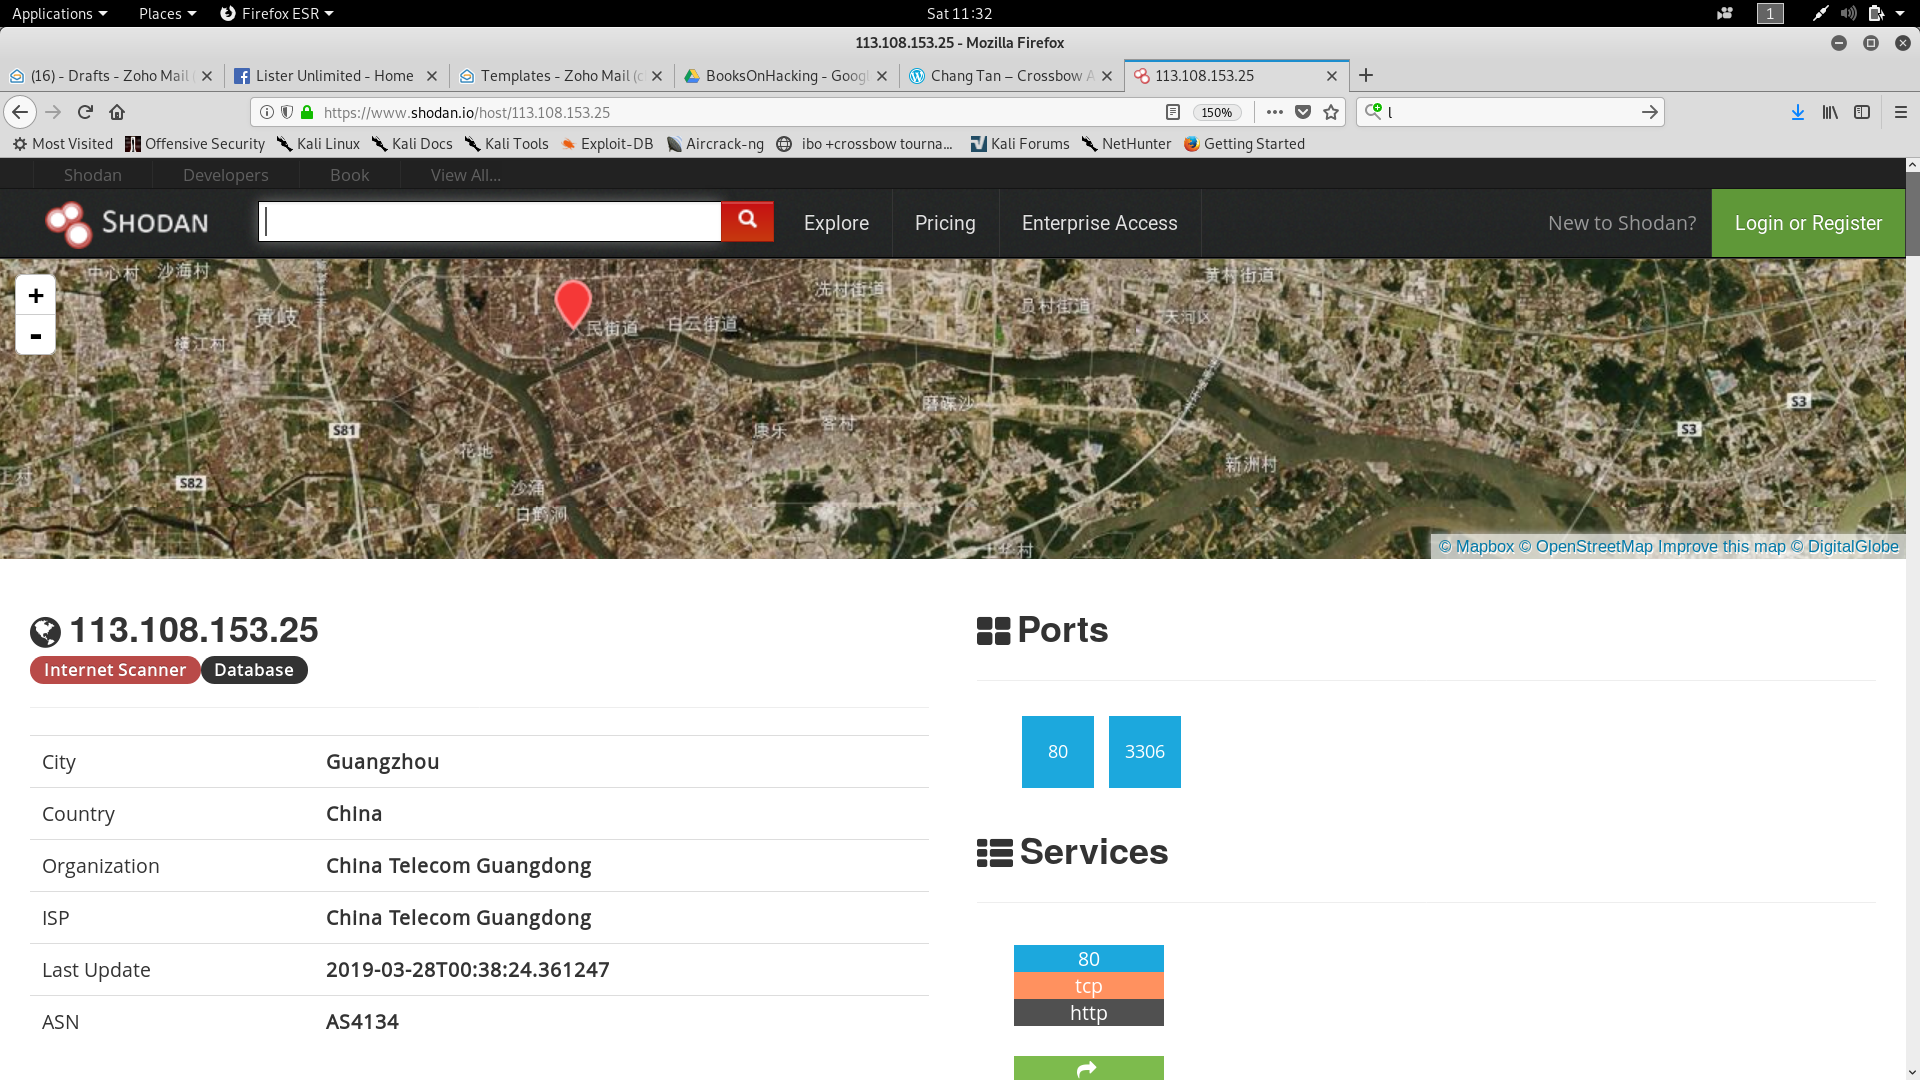 Applications Places Firefox ESR Sat 11:32 1
113.108.153.25 - Mozilla Firefox
(16) - Drafts - Zoho Mail Lister Unlimited - Home Templates - Zoho Mail (c BooksOnHacking - Goog Chang Tan – Crossbow A 113.108.153.25
https://www.shodan.io/host/113.108.153.25 150% l
Most Visited Offensive Security Kali Linux Kali Docs Kali Tools Exploit-DB Aircrack-ng ibo +crossbow tourna... Kali Forums NetHunter Getting Started
Shodan Developers Book View All...
SHODAN Explore Pricing Enterprise Access New to Shodan? Login or Register
+
-
中心村 沙海村 黄村街道
冼村街道
黄岐 员村街道 天河区
横江村 民街道 白云街道
S3
磨碟沙
S81 康乐 客村 S3
花地 新洲村
S82 沙涌
白鹤洞
© Mapbox © OpenStreetMap Improve this map © DigitalGlobe
113.108.153.25
Internet Scanner Database
City Guangzhou
Country China
Organization China Telecom Guangdong
ISP China Telecom Guangdong
Last Update 2019-03-28T00:38:24.361247
ASN AS4134
Ports
80 3306
Services
80
tcp
http